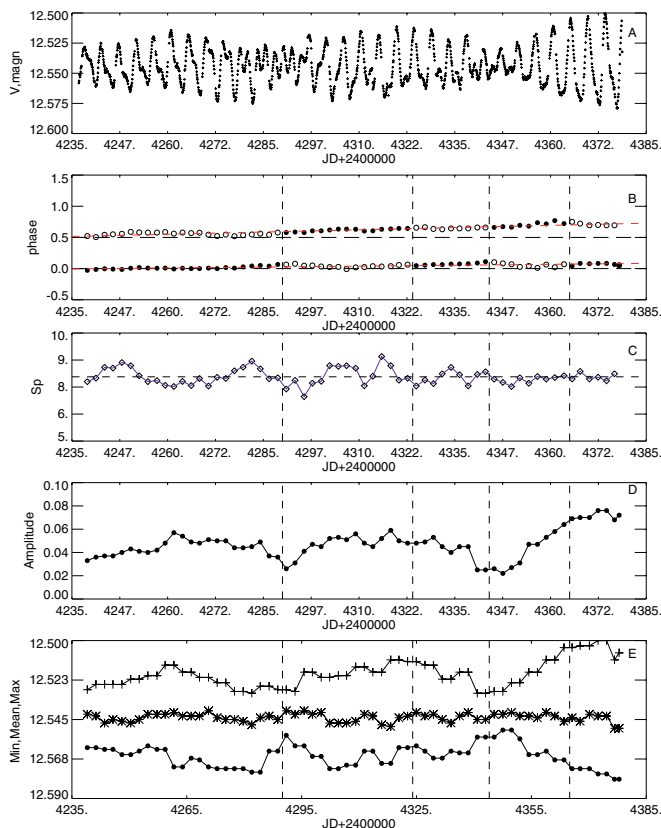 A
12.500
12.525
12.550
12.575
12.600
V,magn
4235. 4247. 4260. 4272. 4285. 4297. 4310. 4322. 4335. 4347. 4360. 4372. 4385.
JD+2400000
B
1.5
1.0
0.5
0.0
-0.5
phase
4235. 4247. 4260. 4272. 4285. 4297. 4310. 4322. 4335. 4347. 4360. 4372. 4385.
JD+2400000
C
10.
9.
8.
6.
5.
Sp
4235. 4247. 4260. 4272. 4285. 4297. 4310. 4322. 4335. 4347. 4360. 4372. 4385.
JD+2400000
D
0.10
0.08
0.06
0.04
0.02
0.00
Amplitude
4235. 4247. 4260. 4272. 4285. 4297. 4310. 4322. 4335. 4347. 4360. 4372. 4385.
JD+2400000
E
12.500
12.523
12.545
12.568
12.590
Min,Mean,Max
4235. 4265. 4295. 4325. 4355. 4385.
JD+2400000